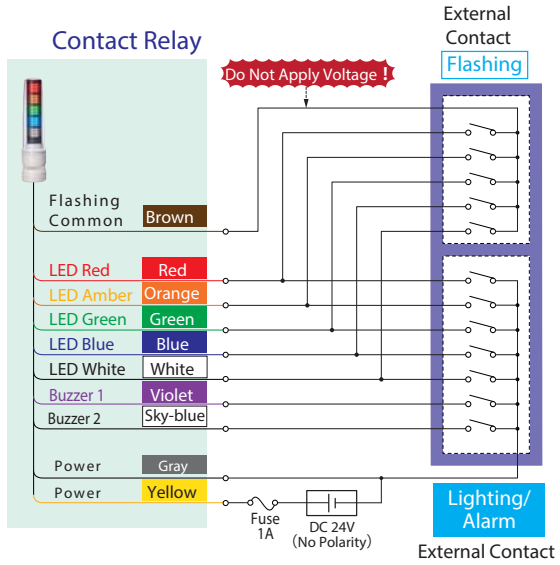 External
Contact
Flashing
Contact Relay
Do Not Apply Voltage !
Flashing
Common
Brown
LED Red
Red
LED Amber
Orange
LED Green
Green
LED Blue
Blue
LED White
White
Buzzer 1
Violet
Buzzer 2
Sky-blue
Power
Gray
Power
Yellow
Fuse
1A
DC 24V
(No Polarity)
Lighting/
Alarm
External Contact